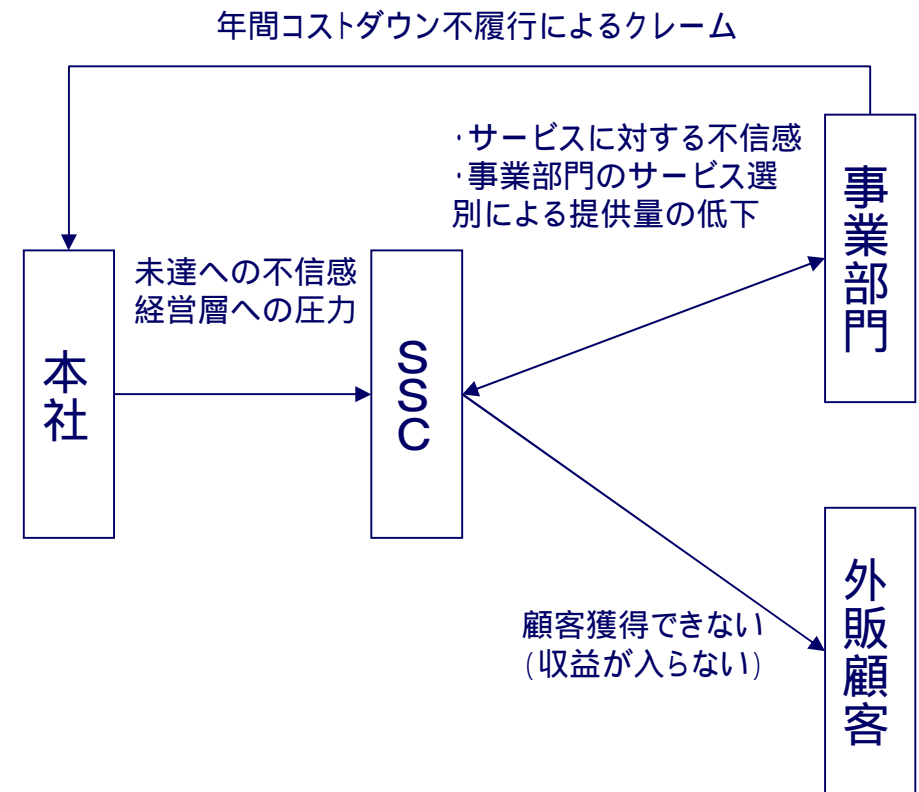 年間コストダウン不履行によるクレーム
・サービスに対する不信感
・事業部門のサービス選
別による提供量の低下
事業部門
未達への不信感
経営層への圧力
本社
SSC
顧客獲得できない
(収益が入らない)
外販顧客